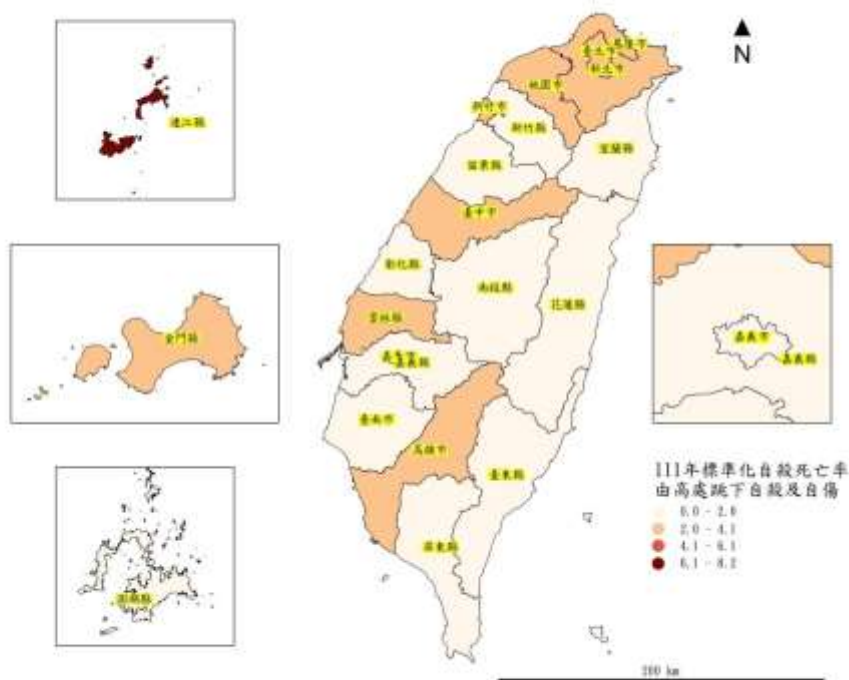 N
連江縣
基隆市
臺北市
新北市
桃園市
新竹市
新竹縣
宜蘭縣
苗栗縣
臺中市
彰化縣
南投縣
花蓮縣
雲林縣
金門縣
嘉義市
嘉義縣
嘉義縣
臺南市
高雄市
臺東縣
屏東縣
澎湖縣
111年標準化自殺死亡率
由高處跳下自殺及自傷
0.0 - 2.0
2.0 - 4.1
4.1 - 6.1
6.1 - 8.2
200 km